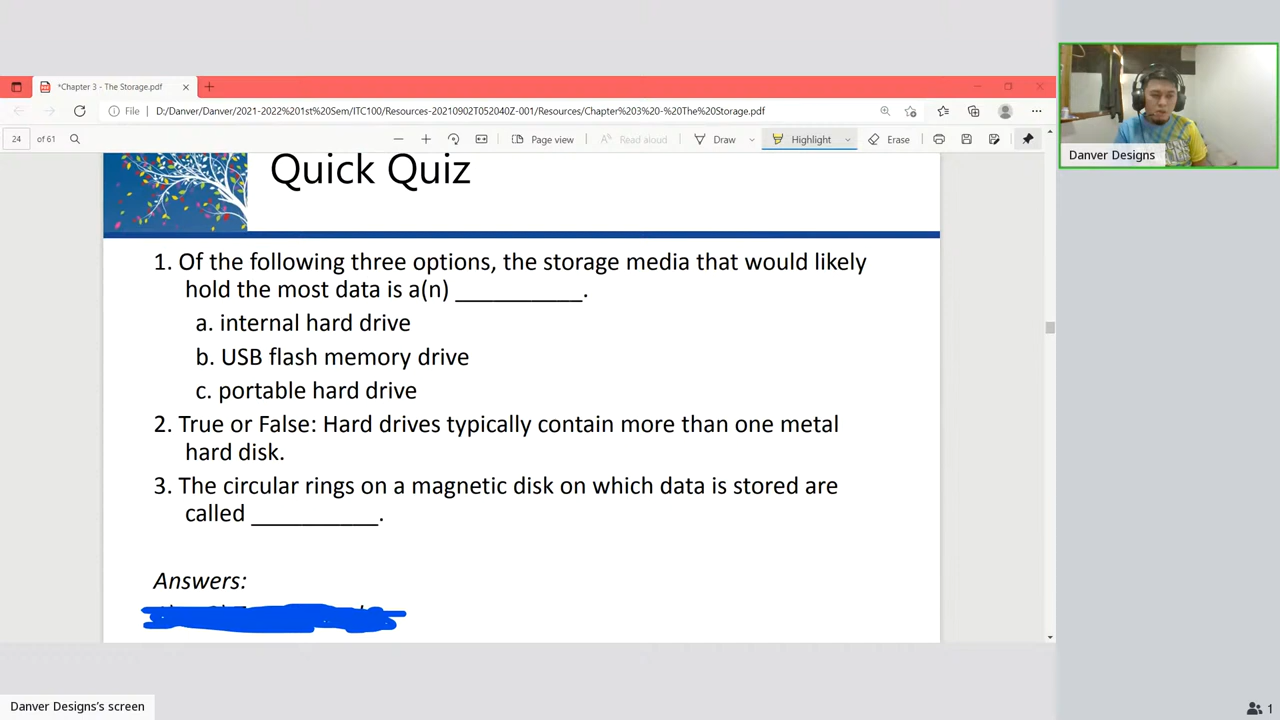 *Chapter 3 - The Storage.pdf
File
D:/Danver/Danver/2021-2022%201st%20Sem/ITC100/Resources-20210913T052040Z-001/Resources/Chapter%203%20-%20The%20Storage.pdf
24 of 61
Page view
Read aloud
Draw
Highlight
Erase
Danver Designs
Quick Quiz
1. Of the following three options, the storage media that would likely
hold the most data is a(n) __________.
a. internal hard drive
b. USB flash memory drive
c. portable hard drive
2. True or False: Hard drives typically contain more than one metal
hard disk.
3. The circular rings on a magnetic disk on which data is stored are
called __________.
Answers:
Danver Designs's screen
1